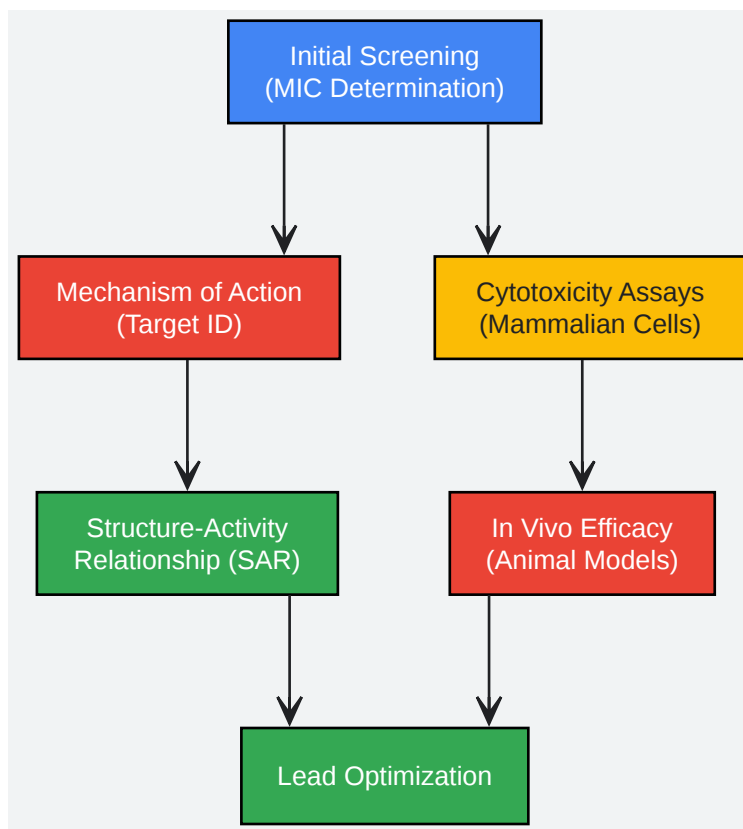 Initial Screening
(MIC Determination)
Mechanism of Action
(Target ID)
Cytotoxicity Assays
(Mammalian Cells)
Structure-Activity
Relationship (SAR)
In Vivo Efficacy
(Animal Models)
Lead Optimization